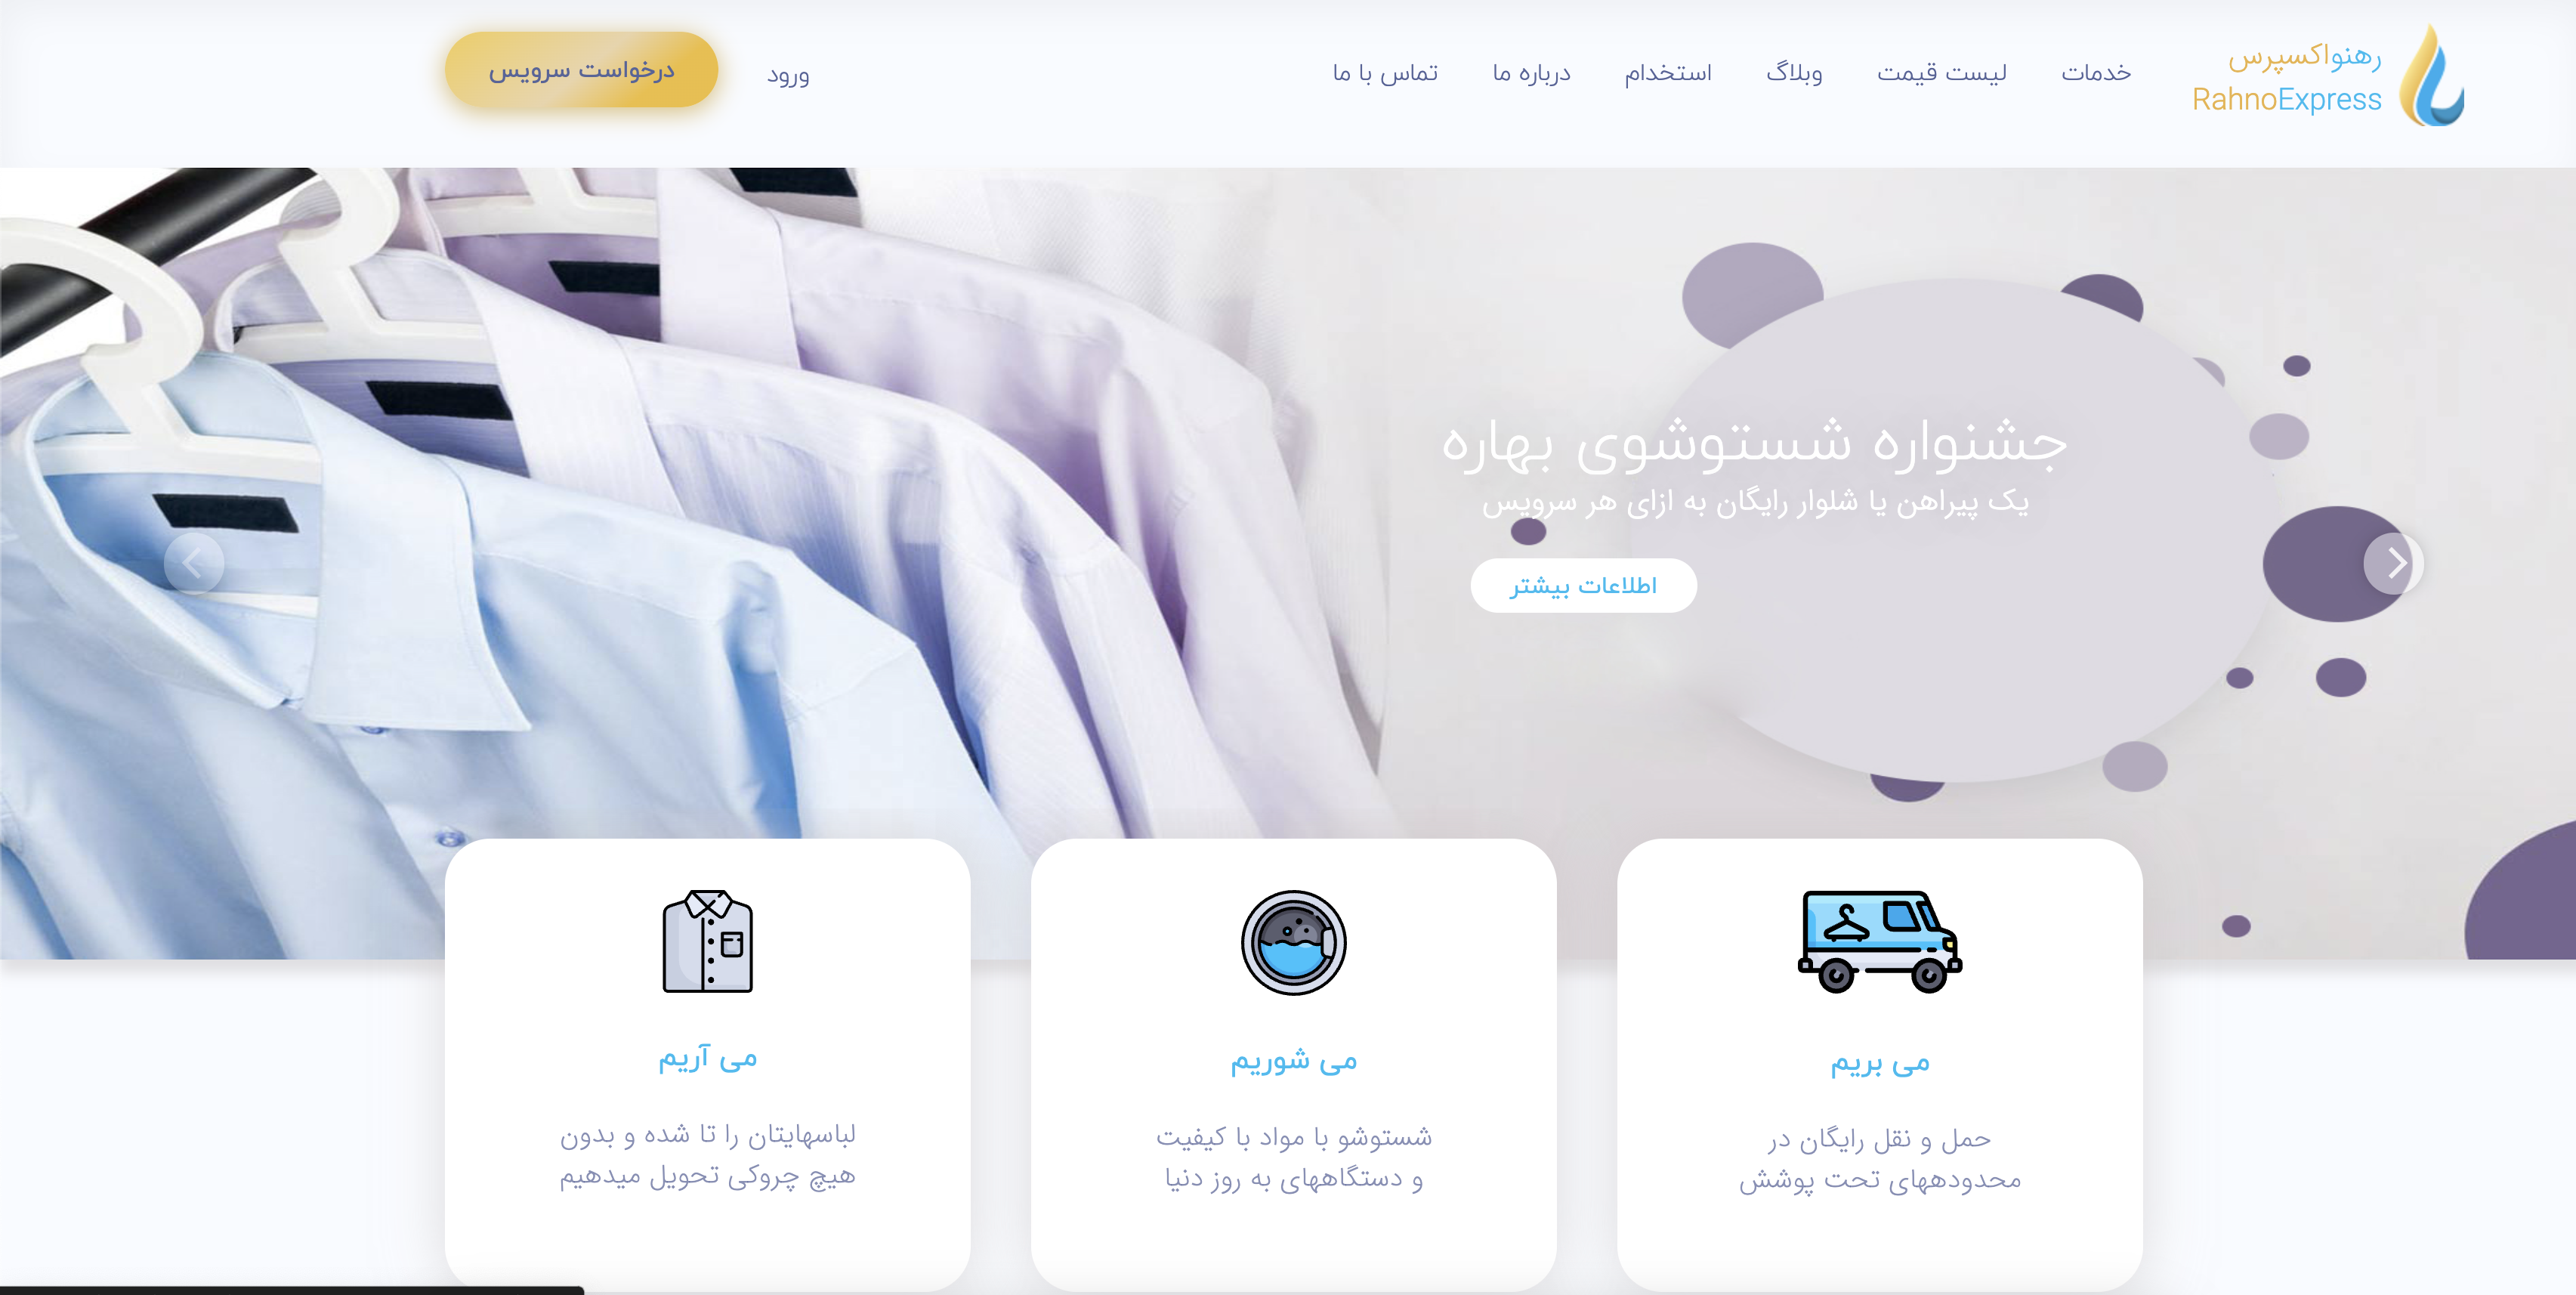 رهنواکسپرس
RahnoExpress
خدمات
لیست قیمت
وبلاگ
استخدام
درباره ما
تماس با ما
ورود
درخواست سرویس
جشنواره شستوشوی بهاره
یک پیراهن یا شلوار رایگان به ازای هر سرویس
اطلاعات بیشتر
می بریم
حمل و نقل رایگان در
محدودههای تحت پوشش
می شوریم
شستوشو با مواد با کیفیت
و دستگاههای به روز دنیا
می آریم
لباسهایتان را تا شده و بدون
هیچ چروکی تحویل میدهیم